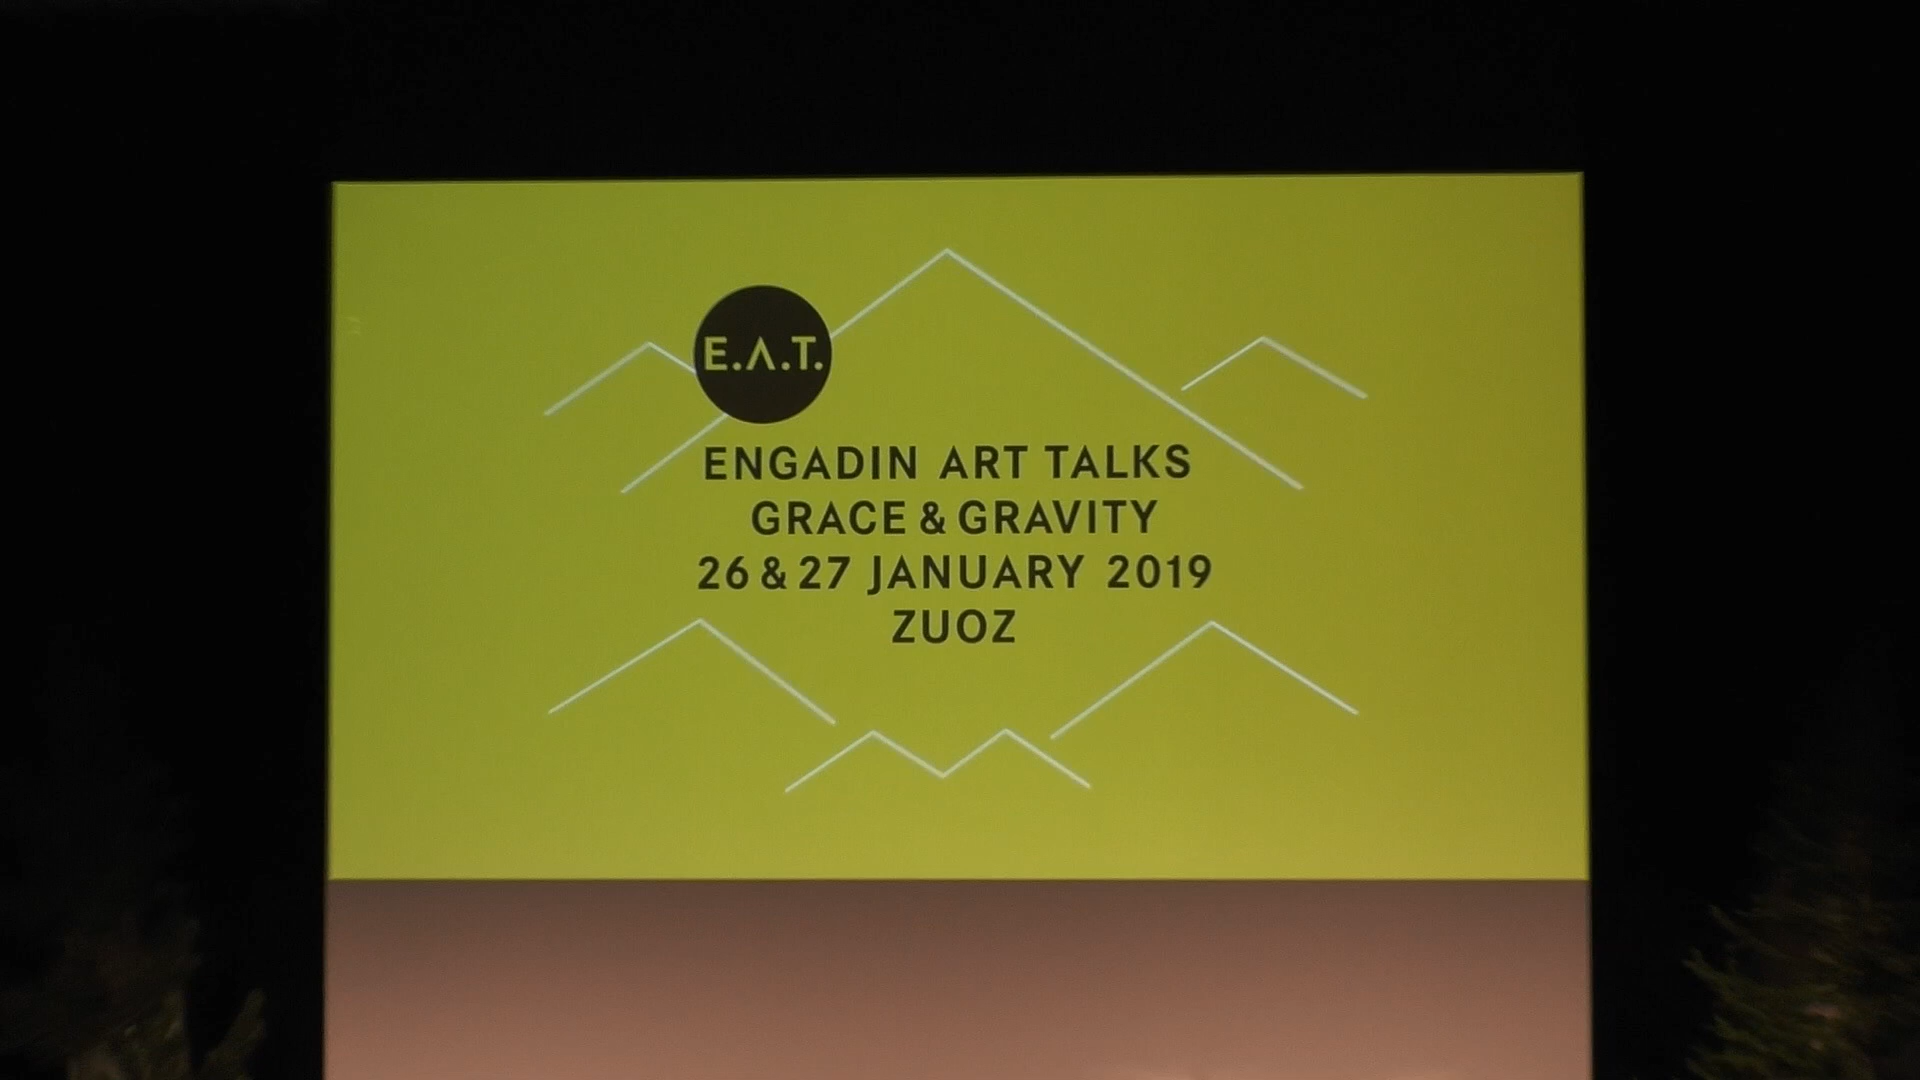 E.Λ.T.
ENGADIN ART TALKS
GRACE & GRAVITY
26 & 27 JANUARY 2019
ZUOZ